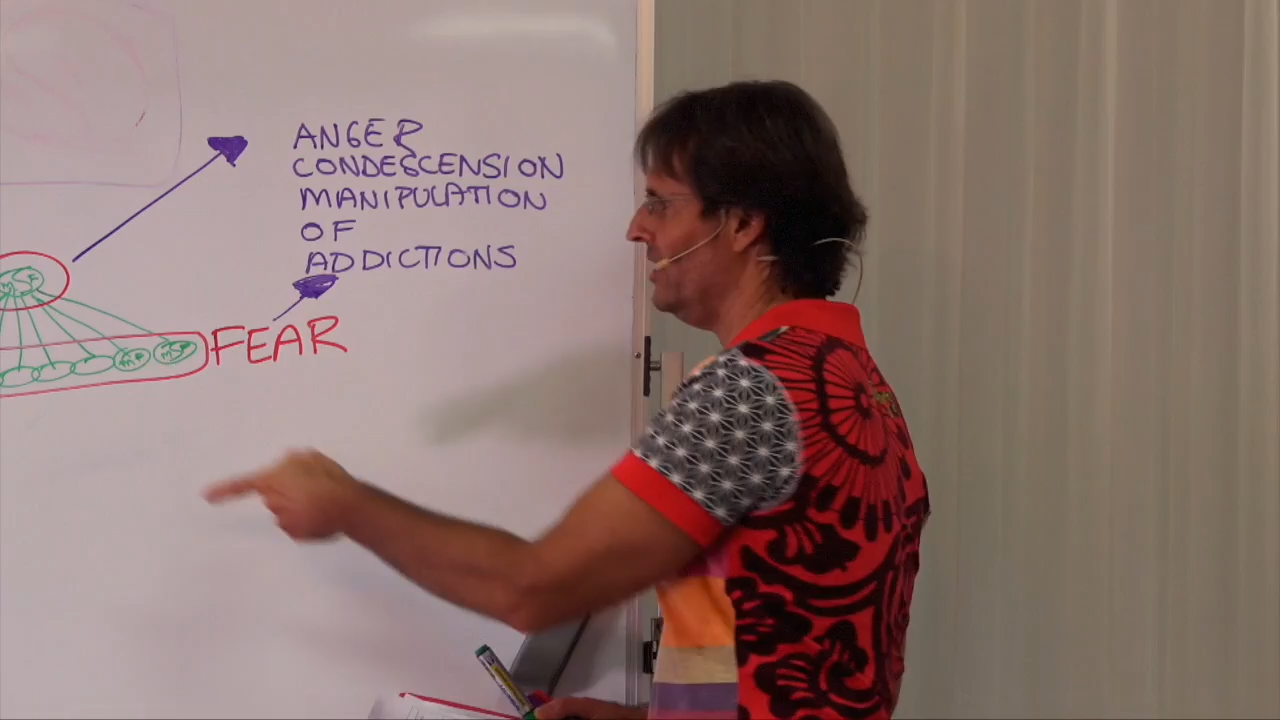 ANGER
CONDESCENSION
MANIPULATION
OF
ADDICTIONS
FEAR